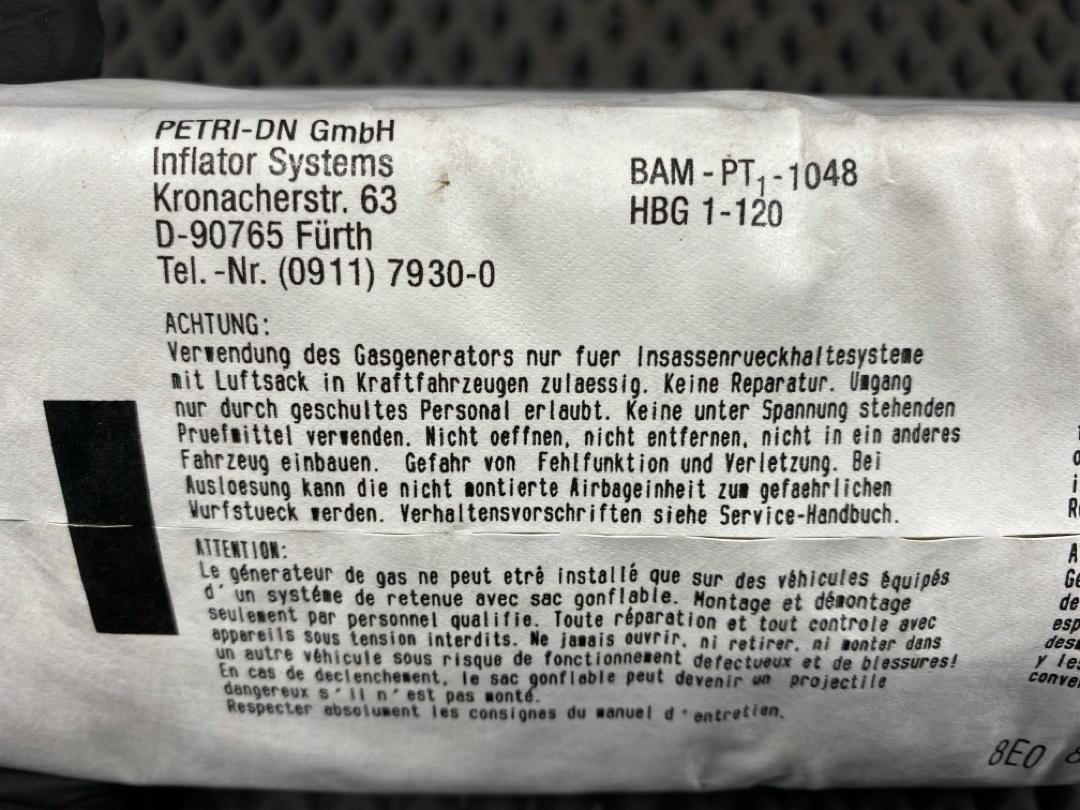 PETRI-DN GmbH
Inflator Systems
Kronacherstr. 63
D-90765 Fürth
Tel.-Nr. (0911) 7930-0
BAM - PT₁ - 1048
HBG 1-120
ACHTUNG:
Verwendung des Gasgenerators nur fuer Insassenrueckhaltesysteme
mit Luftsack in Kraftfahrzeugen zulaessig. Keine Reparatur. Umgang
nur durch geschultes Personal erlaubt. Keine unter Spannung stehenden
Pruefmittel verwenden. Nicht oeffnen, nicht entfernen, nicht in ein anderes
Fahrzeug einbauen. Gefahr von Fehlfunktion und Verletzung. Bei
Ausloesung kann die nicht montierte Airbageinheit zum gefaehrlichen
Wurfstueck werden. Verhaltensvorschriften siehe Service-Handbuch.
ATTENTION:
Le génerateur de gas ne peut etré installé que sur des véhicules équipés
d' un systéme de retenue avec sac gonflable. Montage et démontage
seulement par personnel qualifie. Toute réparation et tout controle avec
appareils sous tension interdits. Ne jamais ouvrir, ni retirer, ni monter dans
un autre véhicule sous risque de fonctionnement defectueux et de blessures!
En cas de declenchement, le sac gonflable peut devenir un projectile
dangereux s' il n' est pas monté.
Respecter absolument les consignes du manuel d' entretien.
8E0